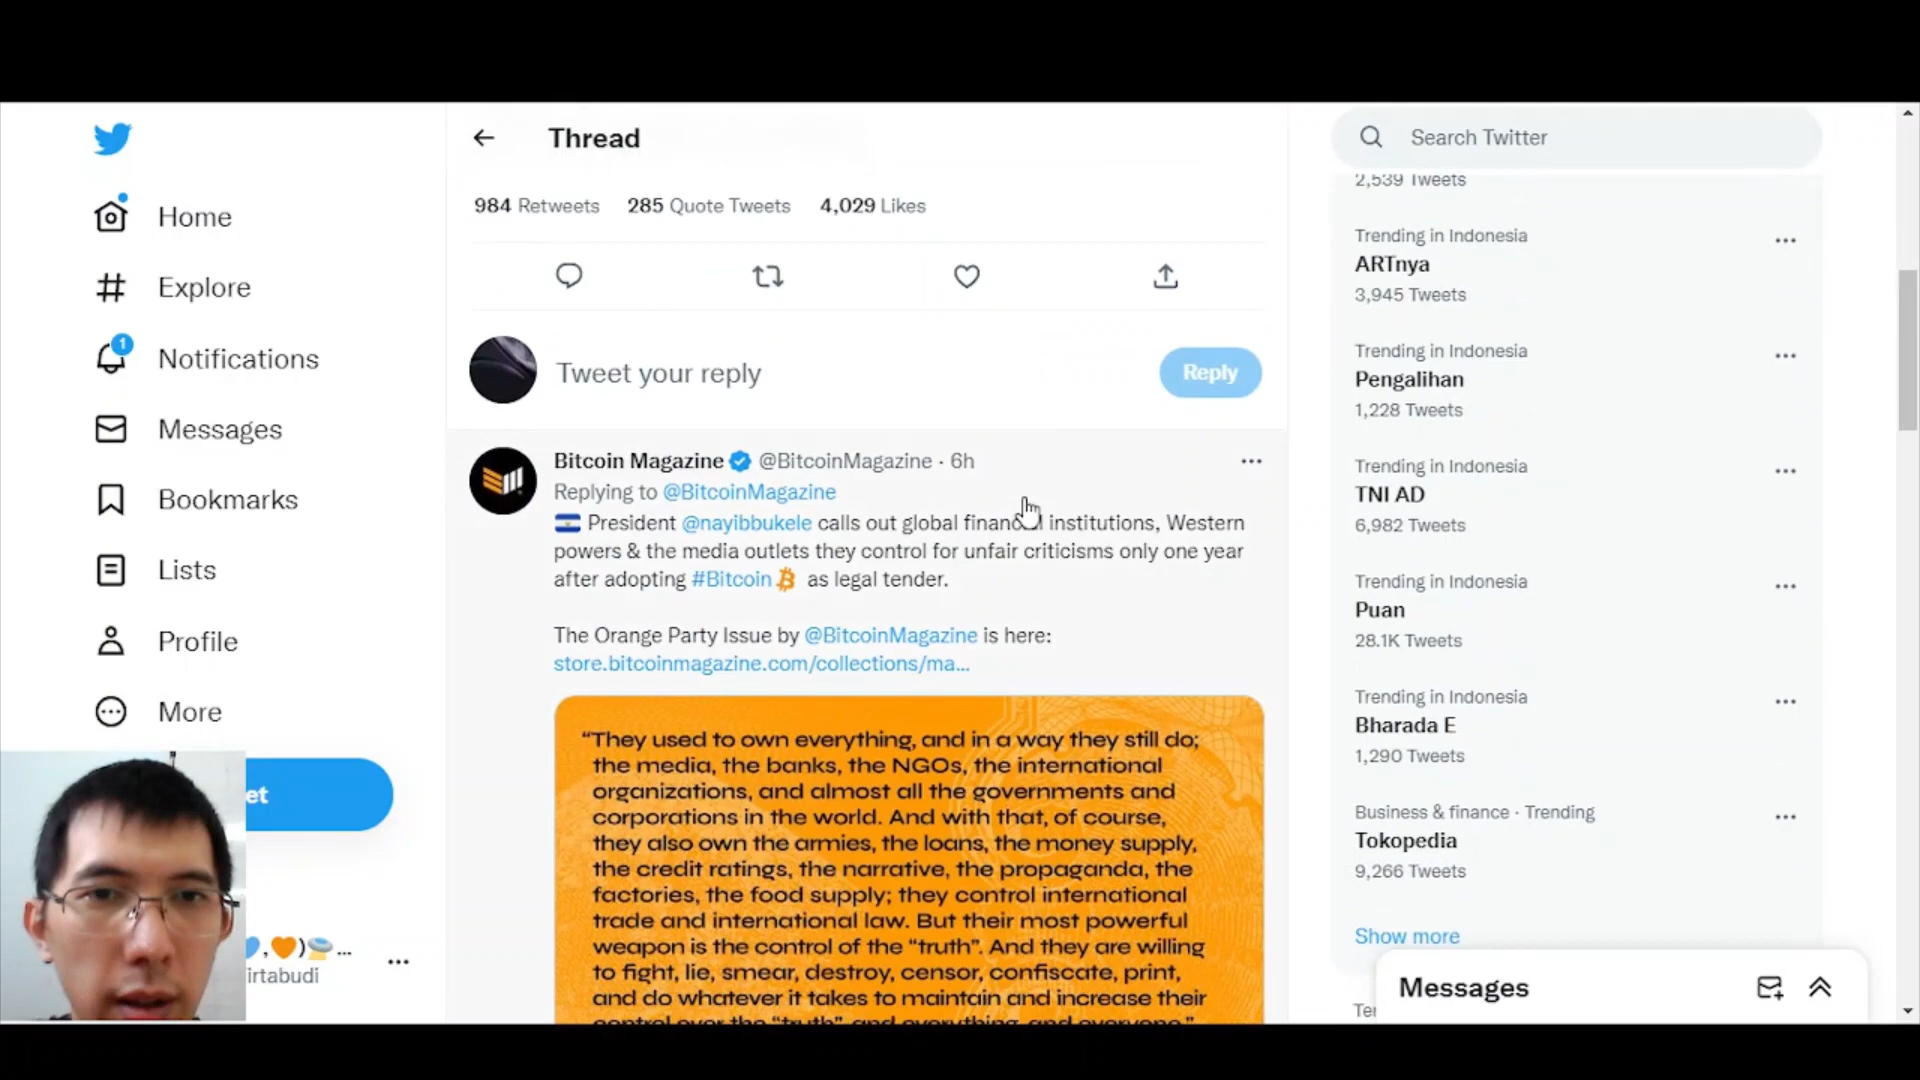 Thread
984 Retweets 285 Quote Tweets 4,029 Likes
Tweet your reply
Reply
Bitcoin Magazine @BitcoinMagazine · 6h
Replying to @BitcoinMagazine
President @nayibbukele calls out global financial institutions, Western
powers & the media outlets they control for unfair criticisms only one year
after adopting #Bitcoin as legal tender.
The Orange Party Issue by @BitcoinMagazine is here:
store.bitcoinmagazine.com/collections/ma...
“They used to own everything, and in a way they still do;
the media, the banks, the NGOs, the international
organizations, and almost all the governments and
corporations in the world. And with that, of course,
they also own the armies, the loans, the money supply,
the credit ratings, the narrative, the propaganda, the
factories, the food supply; they control international
trade and international law. But their most powerful
weapon is the control of the “truth”. And they are willing
to fight, lie, smear, destroy, censor, confiscate, print,
and do whatever it takes to maintain and increase their
control over the “truth” and everything and everyone.”
Home
Explore
1
Notifications
Messages
Bookmarks
Lists
Profile
More
et
irtabudi
Search Twitter
2,539 Tweets
Trending in Indonesia
ARTnya
3,945 Tweets
Trending in Indonesia
Pengalihan
1,228 Tweets
Trending in Indonesia
TNI AD
6,982 Tweets
Trending in Indonesia
Puan
28.1K Tweets
Trending in Indonesia
Bharada E
1,290 Tweets
Business & finance · Trending
Tokopedia
9,266 Tweets
Show more
Messages